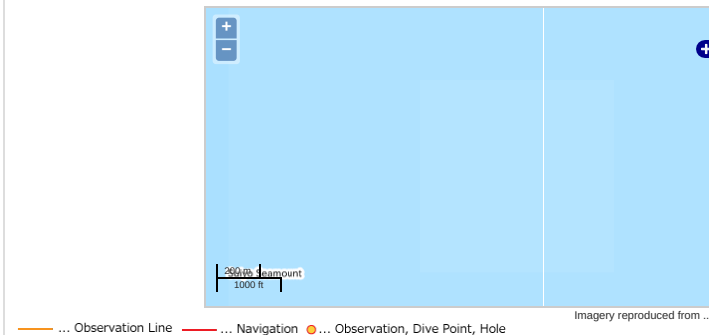 +
−
200 m
Seamount
1000 ft
Imagery reproduced from ..
... Observation Line ... Navigation ... Observation, Dive Point, Hole